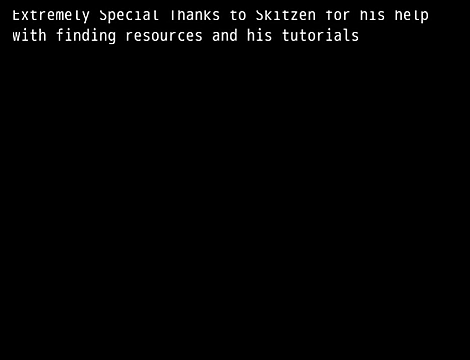 Extremely Special Thanks to Skitzen for his help
with finding resources and his tutorials